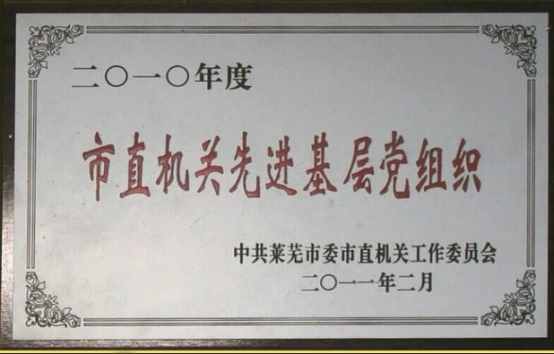 二〇一〇年度
市直机关先进基层党组织
中共莱芜市委市直机关工作委员会
二〇一一年二月